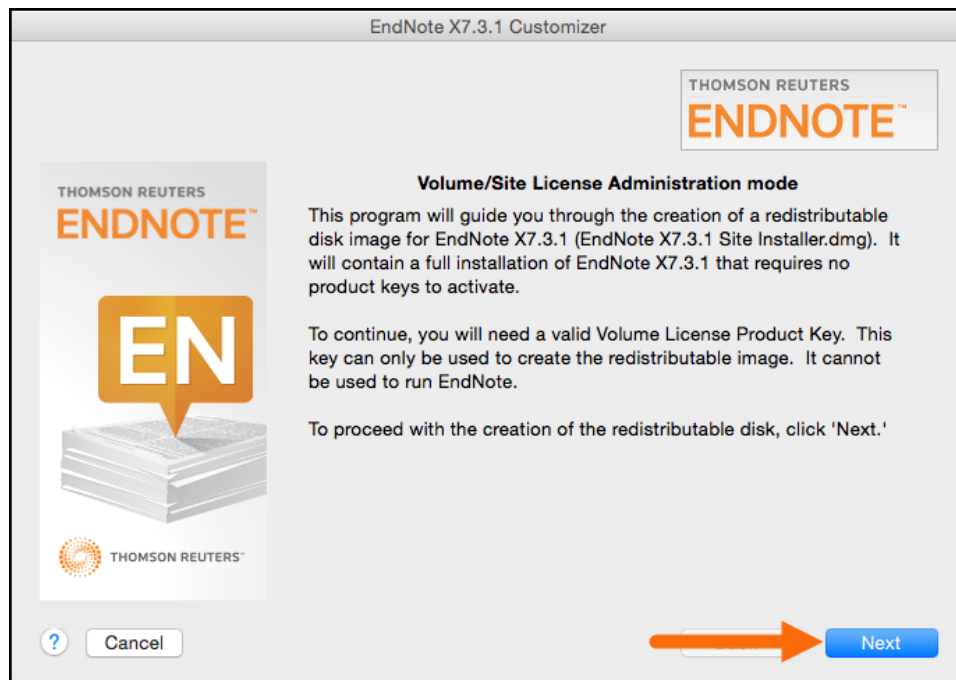 EndNote X7.3.1 Customizer
THOMSON REUTERS
ENDNOTE™
THOMSON REUTERS
ENDNOTE™
EN
THOMSON REUTERS™
Volume/Site License Administration mode
This program will guide you through the creation of a redistributable
disk image for EndNote X7.3.1 (EndNote X7.3.1 Site Installer.dmg).  It
will contain a full installation of EndNote X7.3.1 that requires no
product keys to activate.
To continue, you will need a valid Volume License Product Key.  This
key can only be used to create the redistributable image.  It cannot
be used to run EndNote.
To proceed with the creation of the redistributable disk, click 'Next.'
?
Cancel
Next